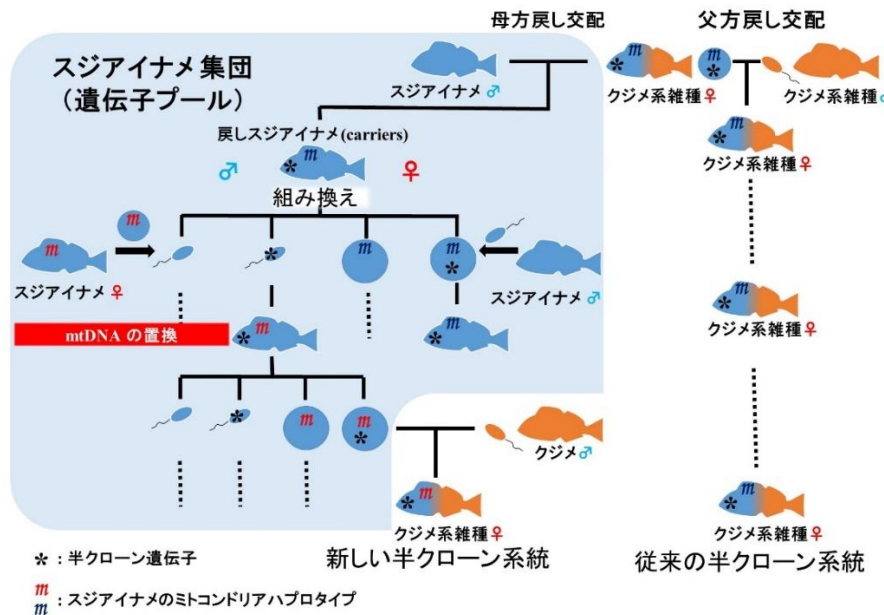 母方戻し交配
父方戻し交配
スジアイナメ集団
（遺伝子プール）
スジアイナメ♂
クジメ系雑種♀
クジメ系雑種♂
m
*
m
*
戻しスジアイナメ(carriers)
クジメ系雑種♀
m
*
♂
m
*
♀
組み換え
m
m
m
m
*
*
スジアイナメ♀
スジアイナメ♂
m
*
クジメ系雑種♀
mtDNA の置換
m
*
m
*
*
m
m
*
クジメ♂
m
*
クジメ系雑種♀
m
*
クジメ系雑種♀
新しい半クローン系統
従来の半クローン系統
* : 半クローン遺伝子
m
m : スジアイナメのミトコンドリアハプロタイプ